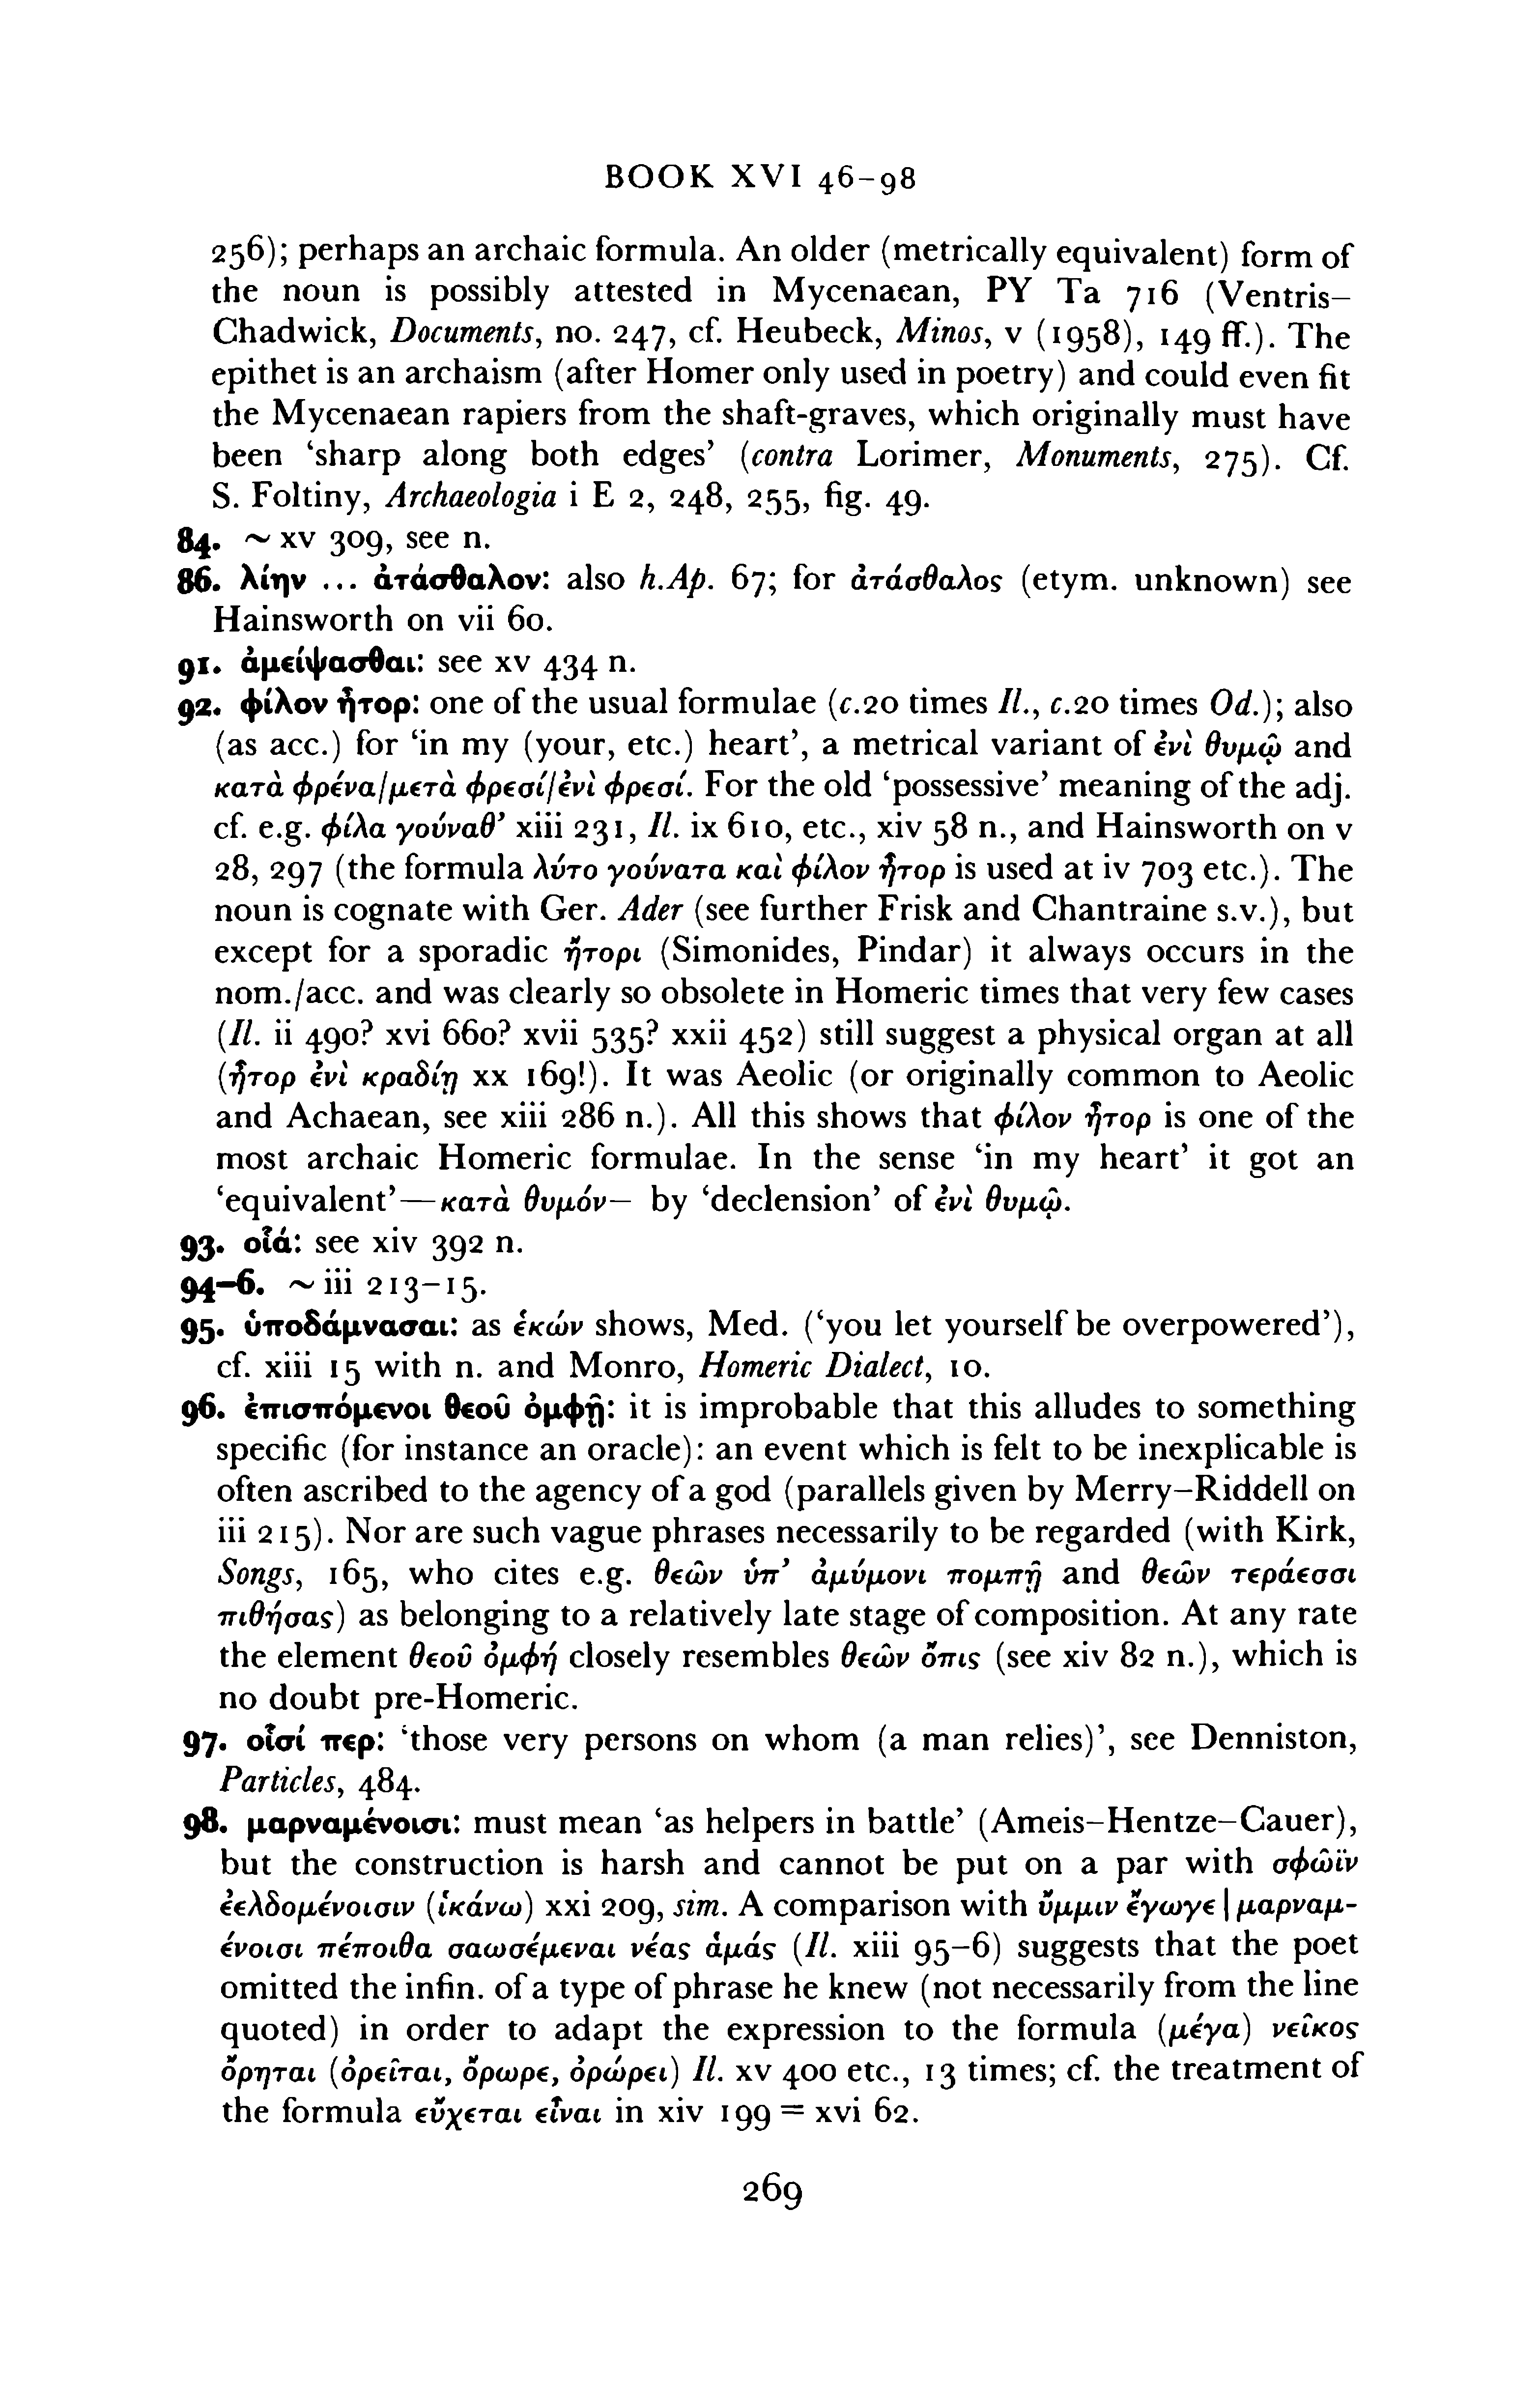 BOOK XVI 46–98
256); perhaps an archaic formula. An older (metrically equivalent) form of
the noun is possibly attested in Mycenaean, PY Ta 716 (Ventris–
Chadwick, Documents, no. 247, cf. Heubeck, Minos, v (1958), 149 ff.). The
epithet is an archaism (after Homer only used in poetry) and could even fit
the Mycenaean rapiers from the shaft-graves, which originally must have
been ‘sharp along both edges’ (contra Lorimer, Monuments, 275). Cf.
S. Foltiny, Archaeologia i E 2, 248, 255, fig. 49.
84. ~ xv 309, see n.
86. λίην ... ἀτάσθαλον: also h.Ap. 67; for ἀτάσθαλος (etym. unknown) see
Hainsworth on vii 60.
91. ἀμείψασθαι: see xv 434 n.
92. φίλον ἦτορ: one of the usual formulae (c.20 times Il., c.20 times Od.); also
(as acc.) for ‘in my (your, etc.) heart’, a metrical variant of ἐνὶ θυμῷ and
κατὰ φρένα/μετὰ φρεσί/ἐνὶ φρεσί. For the old ‘possessive’ meaning of the adj.
cf. e.g. φίλα γούναθ’ xiii 231, Il. ix 610, etc., xiv 58 n., and Hainsworth on v
28, 297 (the formula λύτο γούνατα καὶ φίλον ἦτορ is used at iv 703 etc.). The
noun is cognate with Ger. Ader (see further Frisk and Chantraine s.v.), but
except for a sporadic ἤτορι (Simonides, Pindar) it always occurs in the
nom./acc. and was clearly so obsolete in Homeric times that very few cases
(Il. ii 490? xvi 660? xvii 535? xxii 452) still suggest a physical organ at all
(ἦτορ ἐνὶ κραδίῃ xx 169!). It was Aeolic (or originally common to Aeolic
and Achaean, see xiii 286 n.). All this shows that φίλον ἦτορ is one of the
most archaic Homeric formulae. In the sense ‘in my heart’ it got an
‘equivalent’—κατὰ θυμόν— by ‘declension’ of ἐνὶ θυμῷ.
93. οἷά: see xiv 392 n.
94–6. ~ iii 213–15.
95. ὑποδάμνασαι: as ἑκών shows, Med. (‘you let yourself be overpowered’),
cf. xiii 15 with n. and Monro, Homeric Dialect, 10.
96. ἐπισπόμενοι θεοῦ ὀμφῇ: it is improbable that this alludes to something
specific (for instance an oracle): an event which is felt to be inexplicable is
often ascribed to the agency of a god (parallels given by Merry–Riddell on
iii 215). Nor are such vague phrases necessarily to be regarded (with Kirk,
Songs, 165, who cites e.g. θεῶν ὑπ’ ἀμύμονι πομπῇ and θεῶν τεράεσσι
πιθήσας) as belonging to a relatively late stage of composition. At any rate
the element θεοῦ ὀμφή closely resembles θεῶν ὄπις (see xiv 82 n.), which is
no doubt pre-Homeric.
97. οἷσί περ: ‘those very persons on whom (a man relies)’, see Denniston,
Particles, 484.
98. μαρναμένοισι: must mean ‘as helpers in battle’ (Ameis–Hentze–Cauer),
but the construction is harsh and cannot be put on a par with σφῶϊν
ἐελδομένοισιν (ἱκάνω) xxi 209, sim. A comparison with ὔμμιν ἔγωγε | μαρναμ-
ένοισι πέποιθα σαωσέμεναι νέας ἁμάς (Il. xiii 95–6) suggests that the poet
omitted the infin. of a type of phrase he knew (not necessarily from the line
quoted) in order to adapt the expression to the formula (μέγα) νεῖκος
ὄρηται (ὀρεῖται, ὄρωρε, ὀρώρει) Il. xv 400 etc., 13 times; cf. the treatment of
the formula εὔχεται εἶναι in xiv 199 = xvi 62.
269